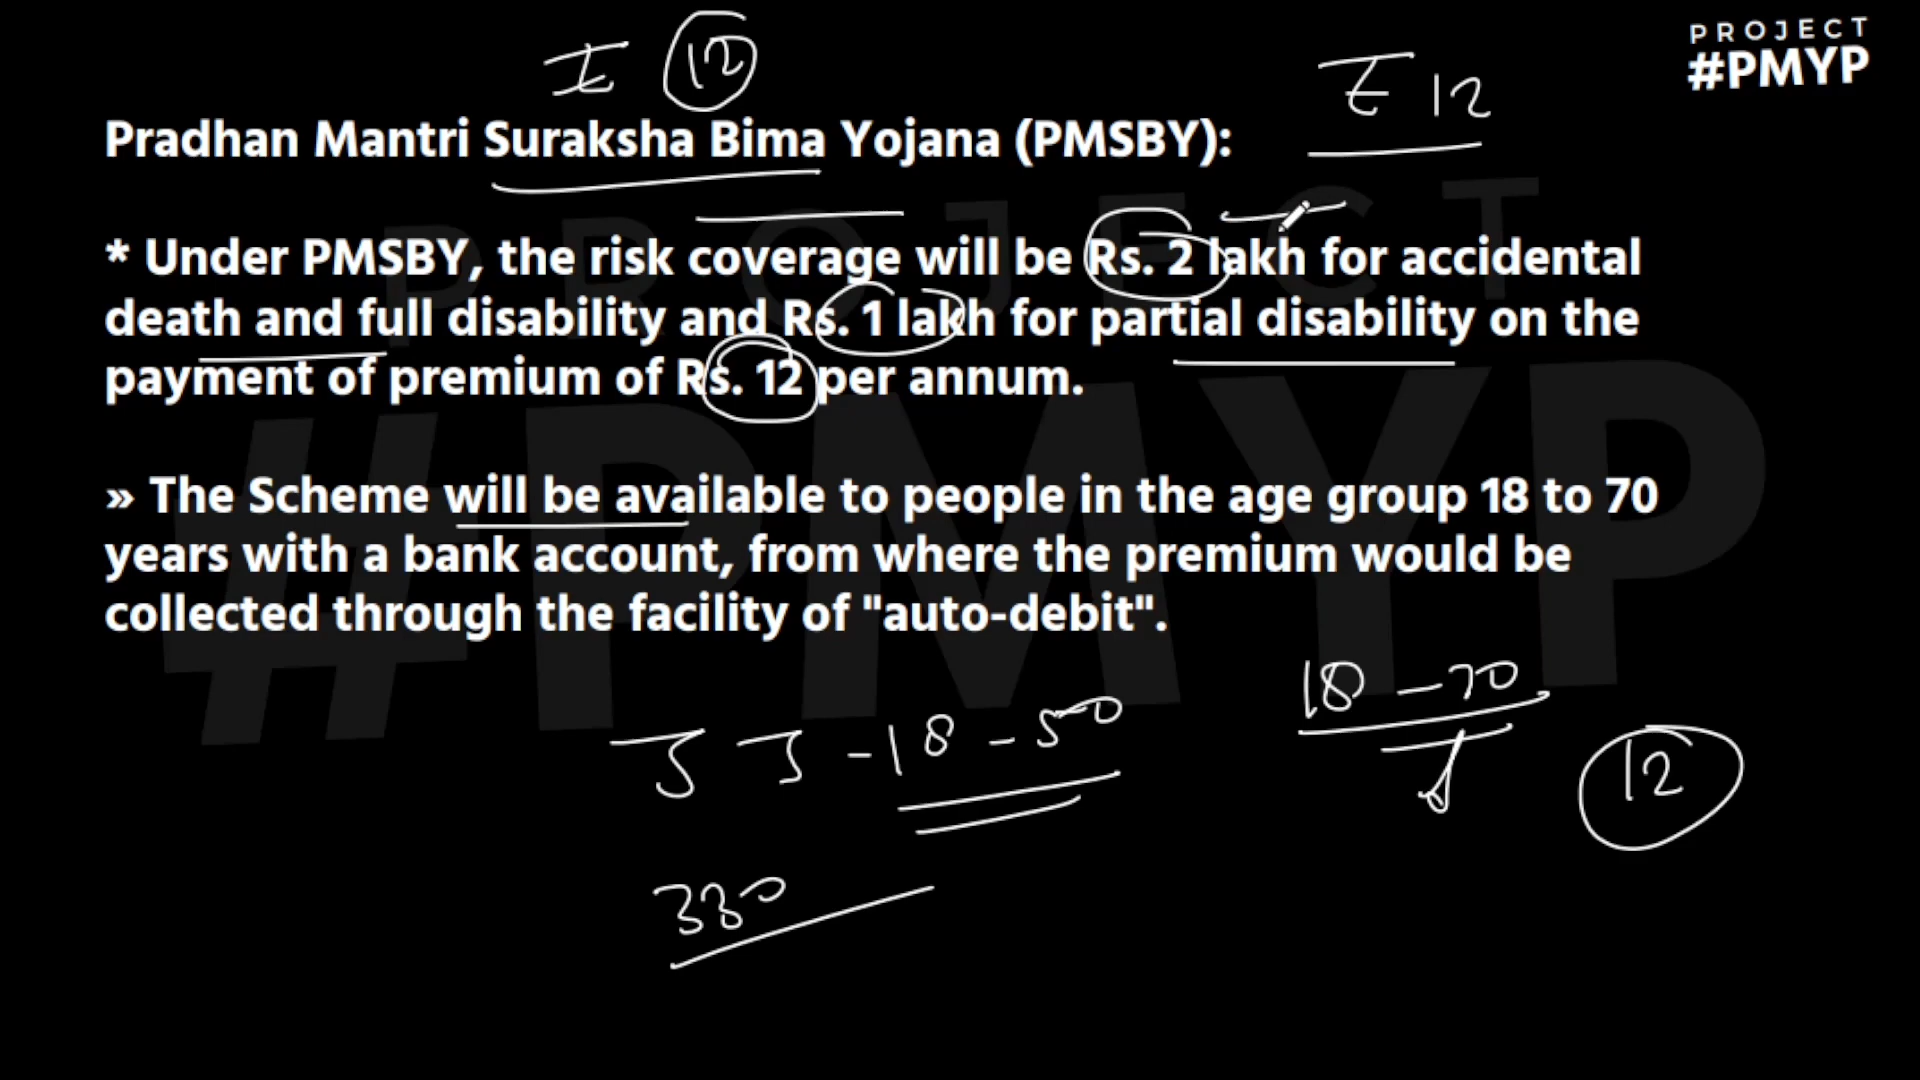 PROJECT
#PMYP
12
12
Pradhan Mantri Suraksha Bima Yojana (PMSBY):
* Under PMSBY, the risk coverage will be Rs. 2 lakh for accidental
death and full disability and Rs. 1 lakh for partial disability on the
payment of premium of Rs. 12 per annum.
» The Scheme will be available to people in the age group 18 to 70
years with a bank account, from where the premium would be
collected through the facility of "auto-debit".
18 - 70
JJ - 18 - 50
12
330
PROJECT
#PMYP